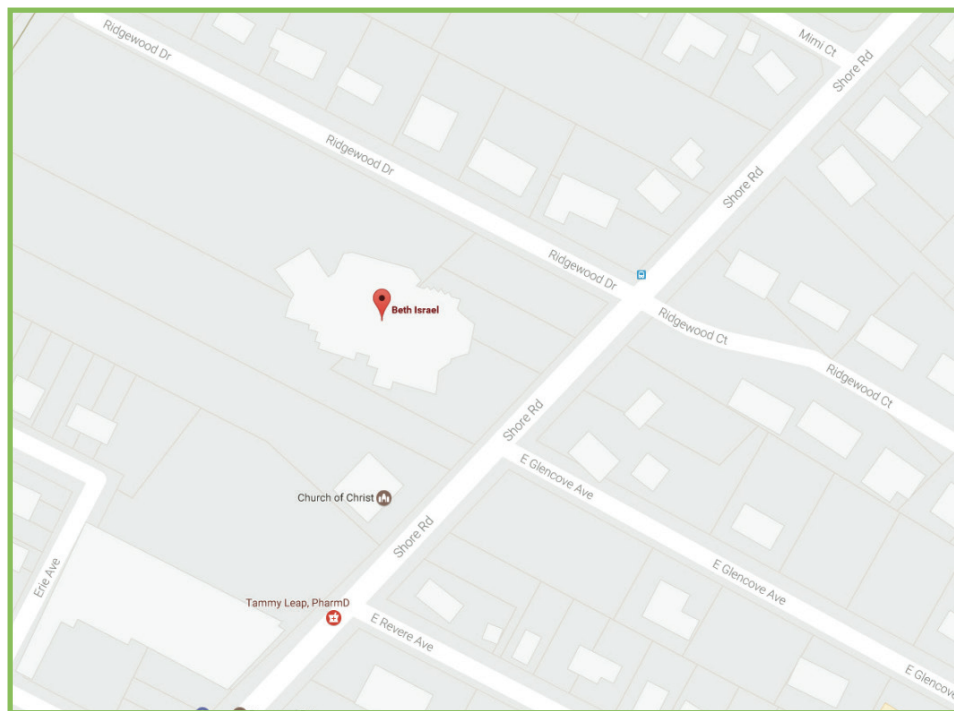 Ridgewood Dr
Mimi Ct
Shore Rd
Ridgewood Dr
Shore Rd
Ridgewood Dr
Beth Israel
Ridgewood Ct
Ridgewood Ct
Shore Rd
E Glencove Ave
Church of Christ
Shore Rd
Erie Ave
E Glencove Ave
Tammy Leap, PharmD
E Revere Ave
E Glencove